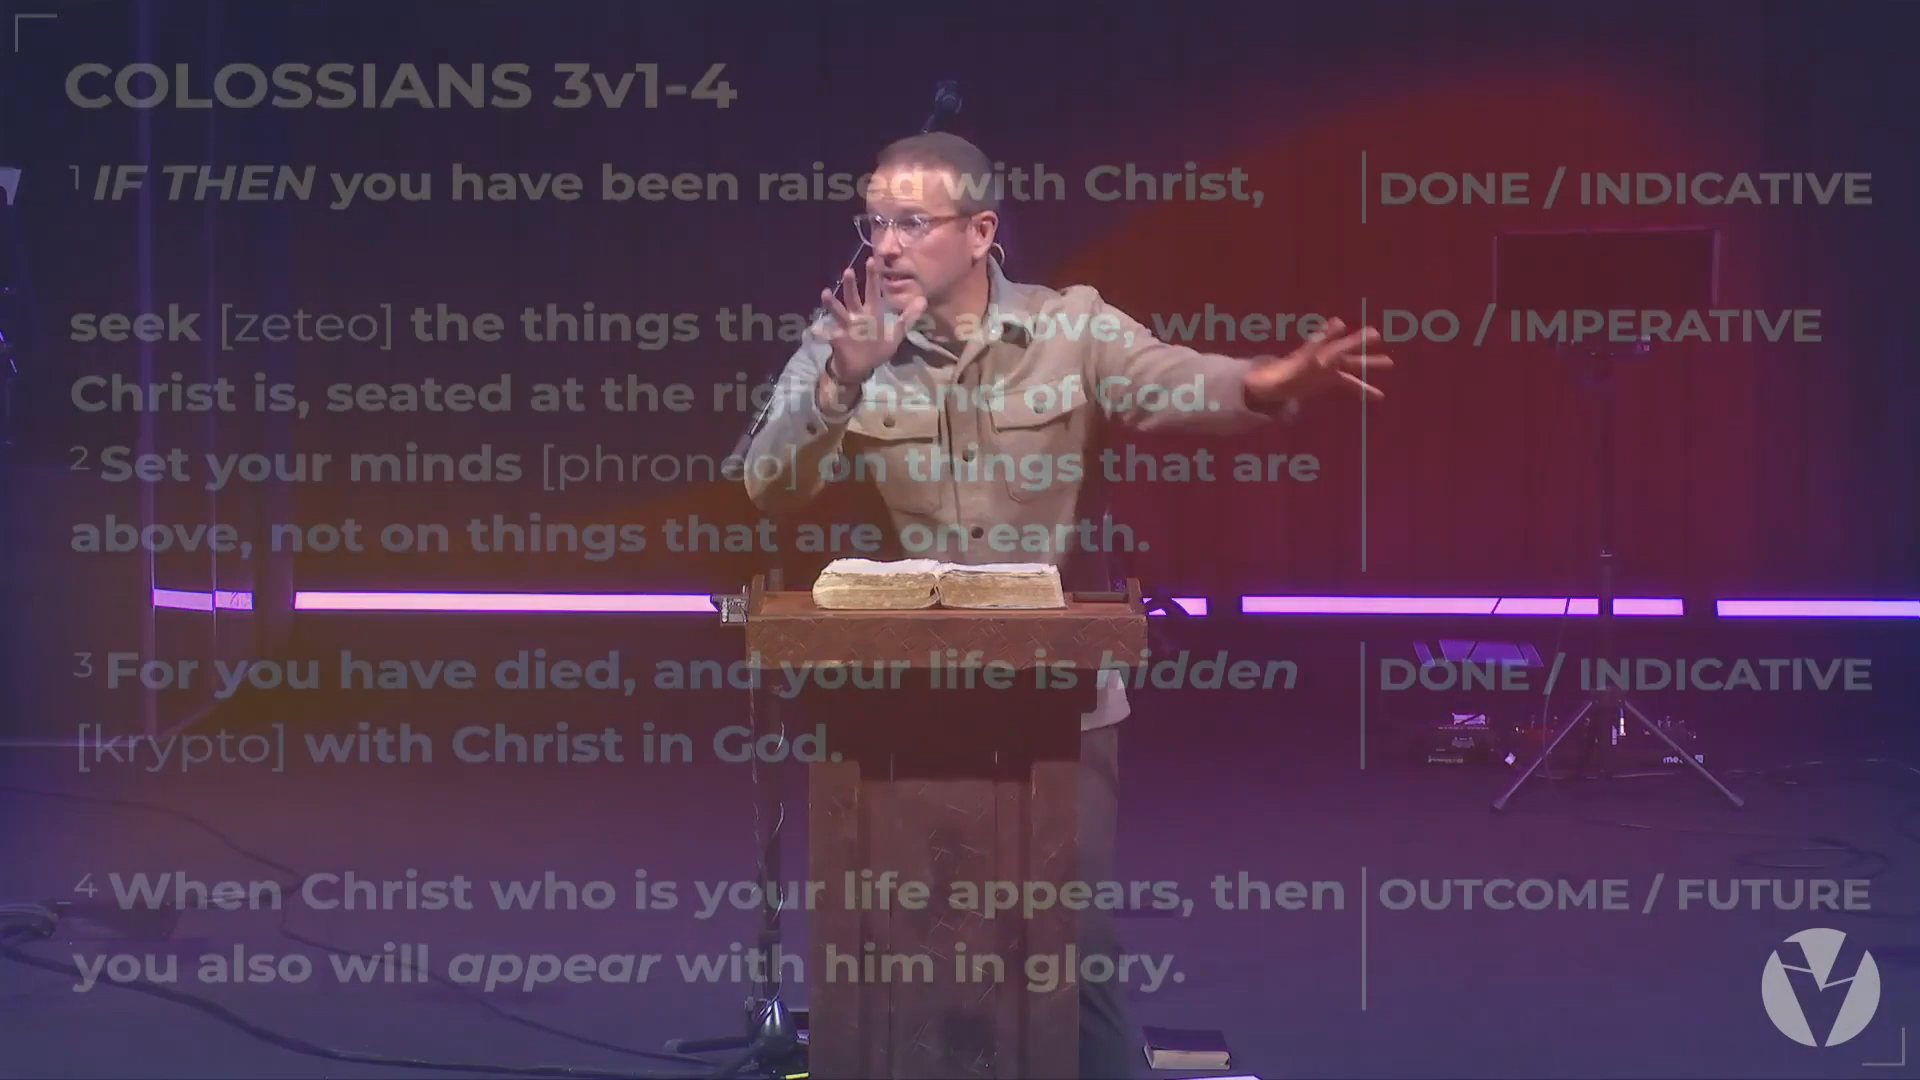 COLOSSIANS 3v1-4
1 IF THEN you have been raised with Christ,
DONE / INDICATIVE
seek [zeteo] the things that are above, where
DO / IMPERATIVE
Christ is, seated at the right hand of God.
2 Set your minds [phroneo] on things that are
above, not on things that are on earth.
3 For you have died, and your life is hidden
DONE / INDICATIVE
[krypto] with Christ in God.
4 When Christ who is your life appears, then
OUTCOME / FUTURE
you also will appear with him in glory.